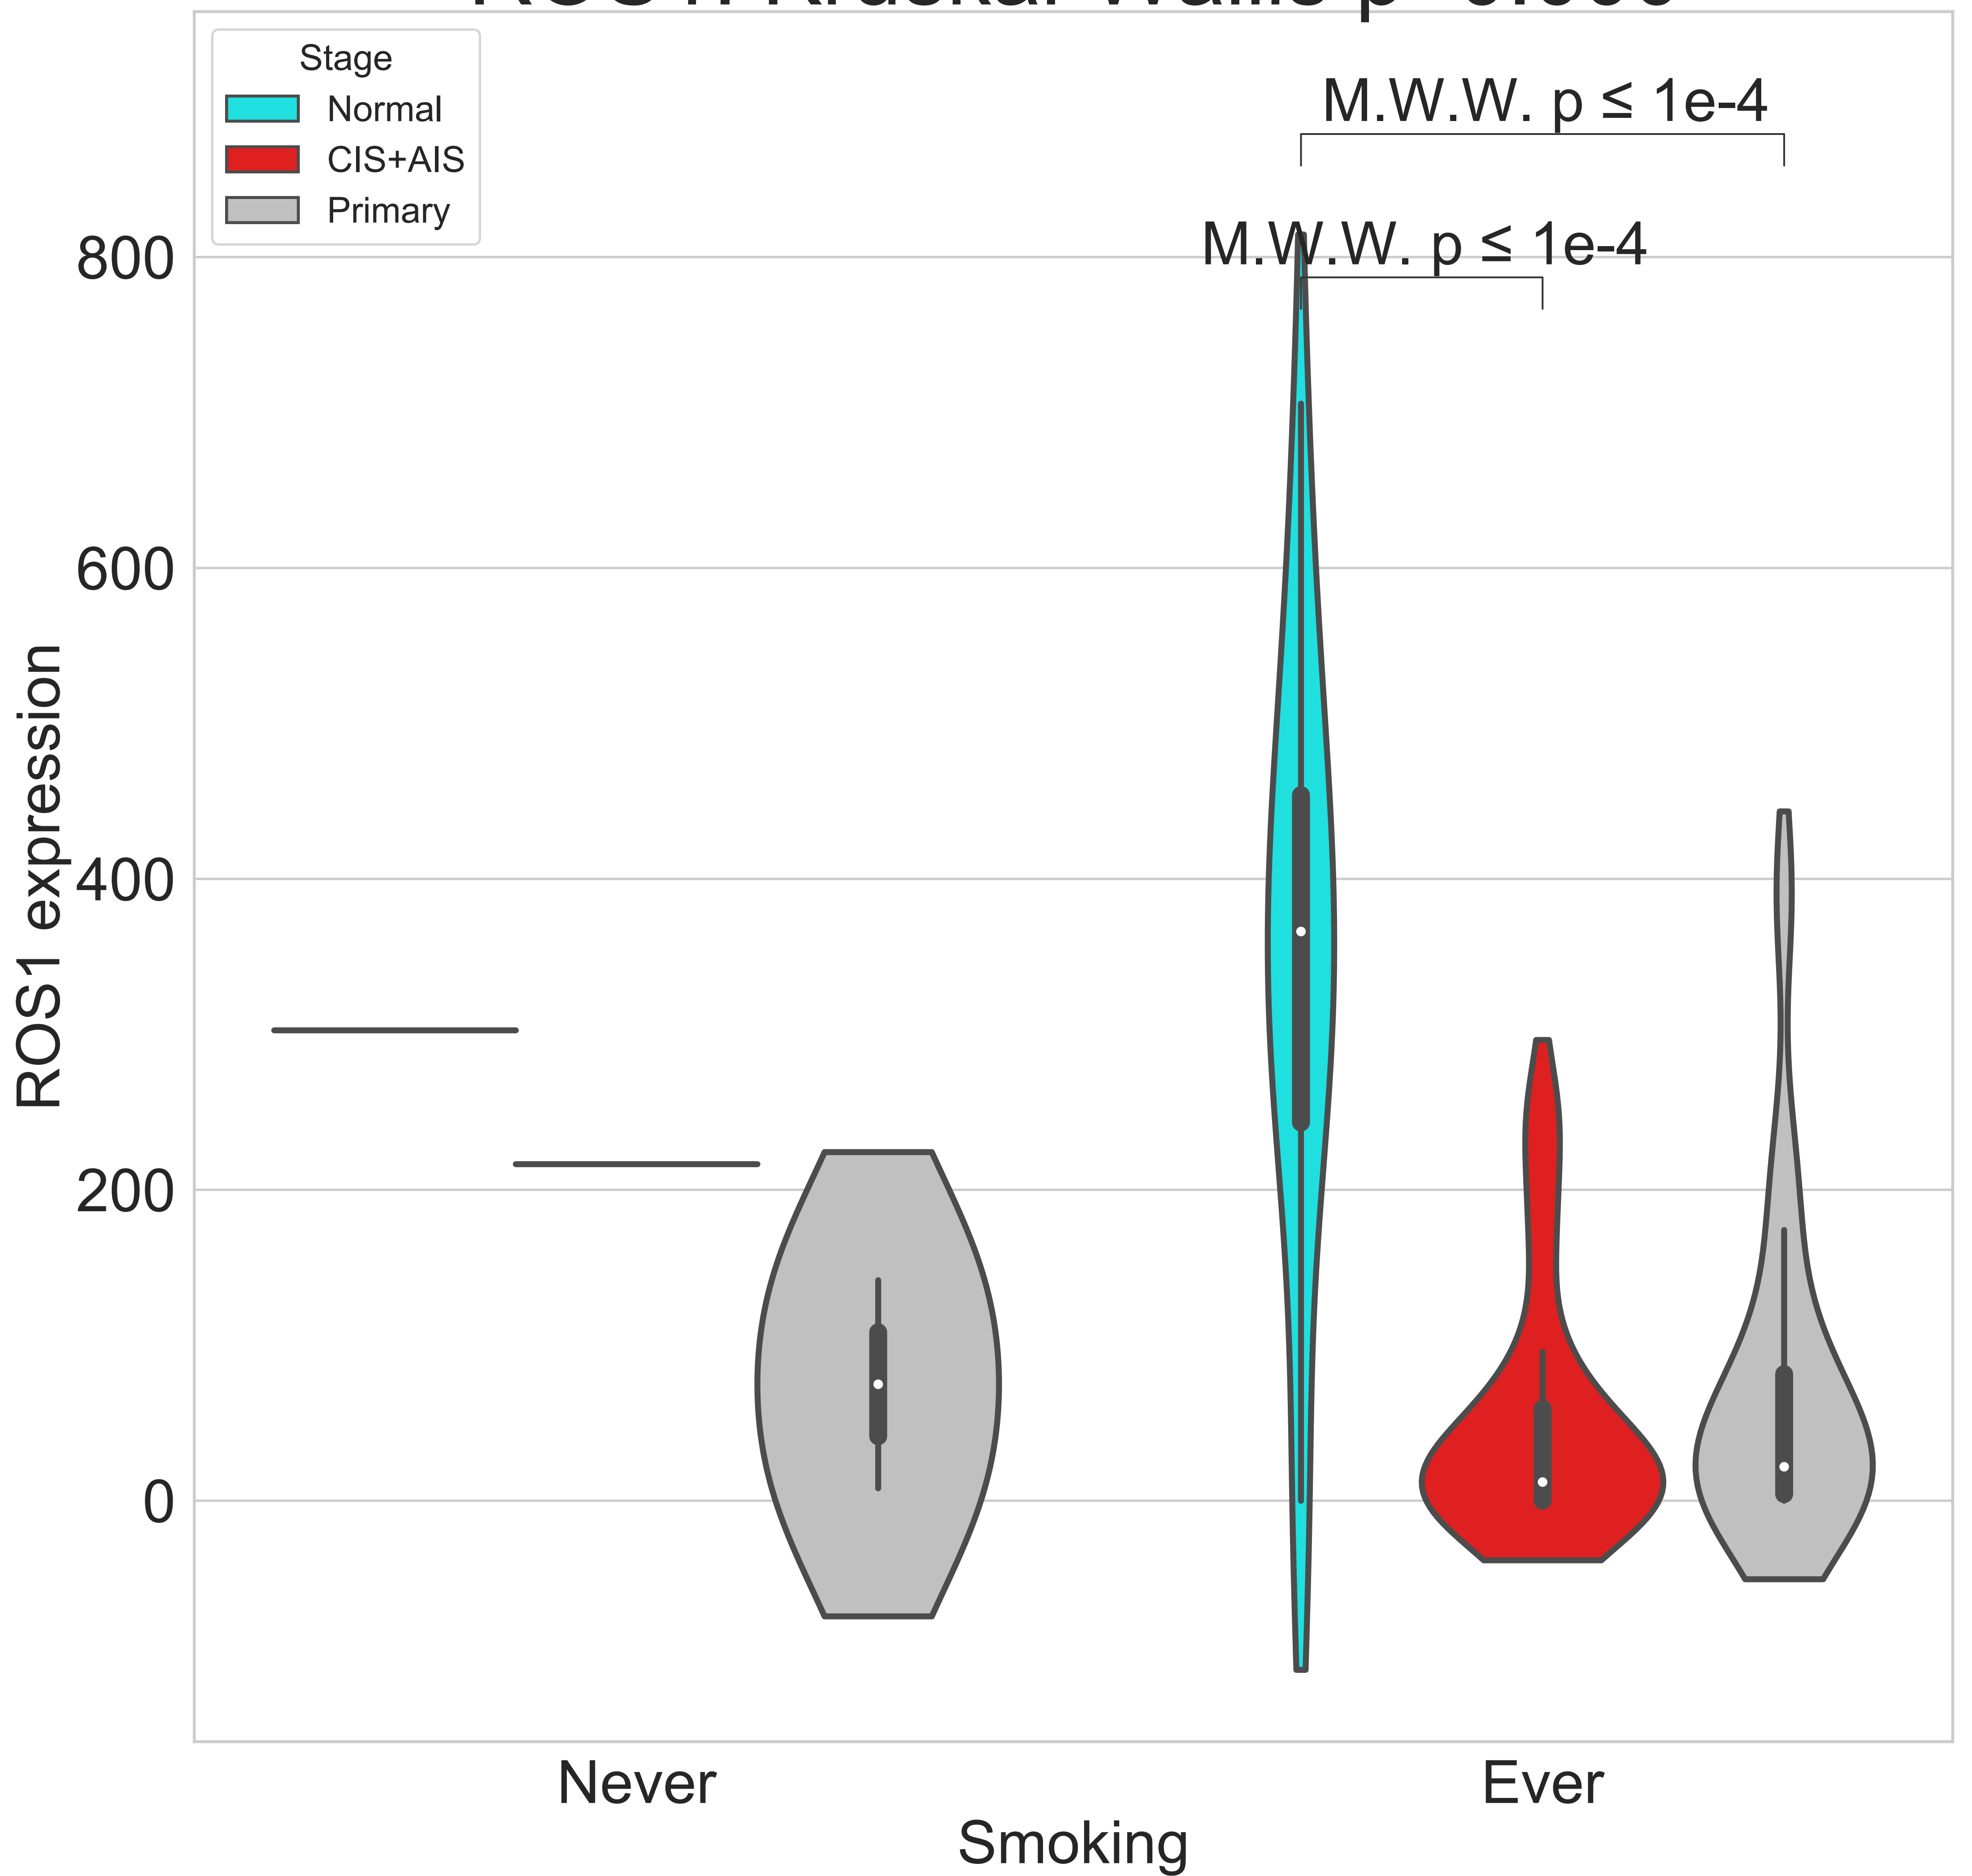 Stage
Normal
CIS+AIS
Primary
M.W.W. p ≤ 1e-4
M.W.W. p ≤ 1e-4
800
600
400
200
0
ROS1 expression
Never
Ever
Smoking